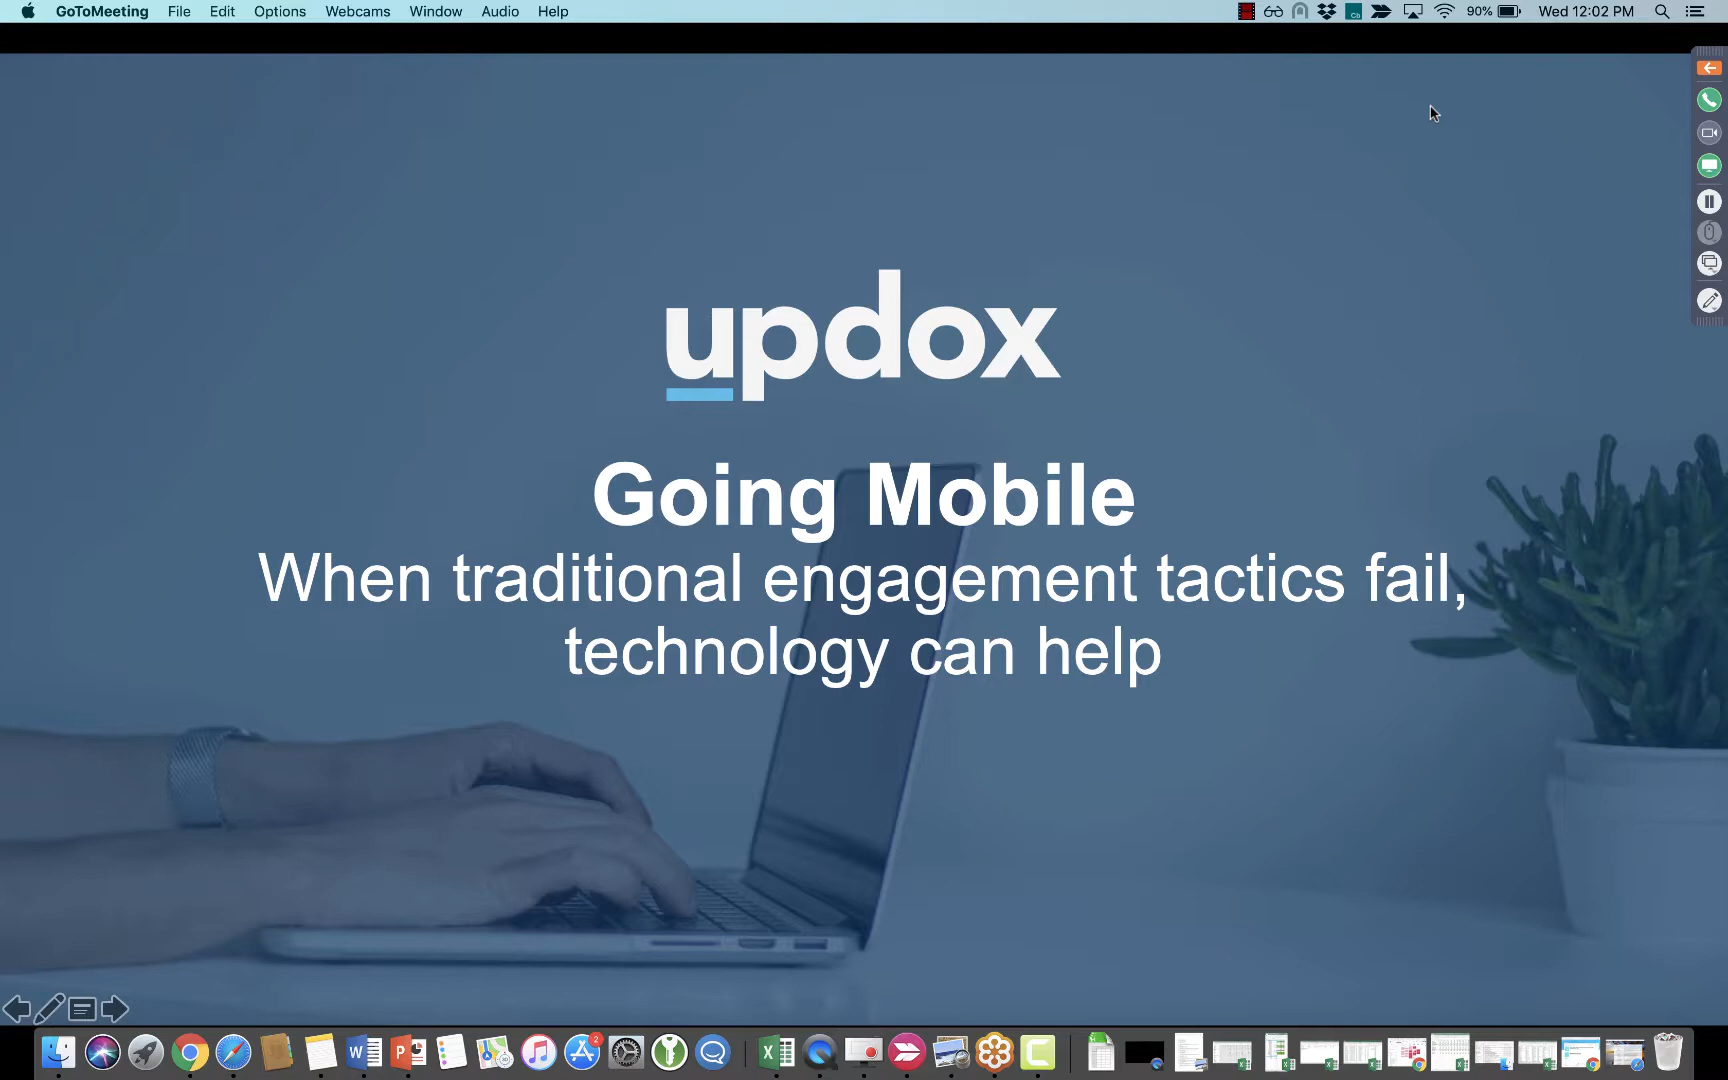 GoToMeeting File Edit Options Webcams Window Audio Help 90% Wed 12:02 PM
updox
Going Mobile
When traditional engagement tactics fail,
technology can help